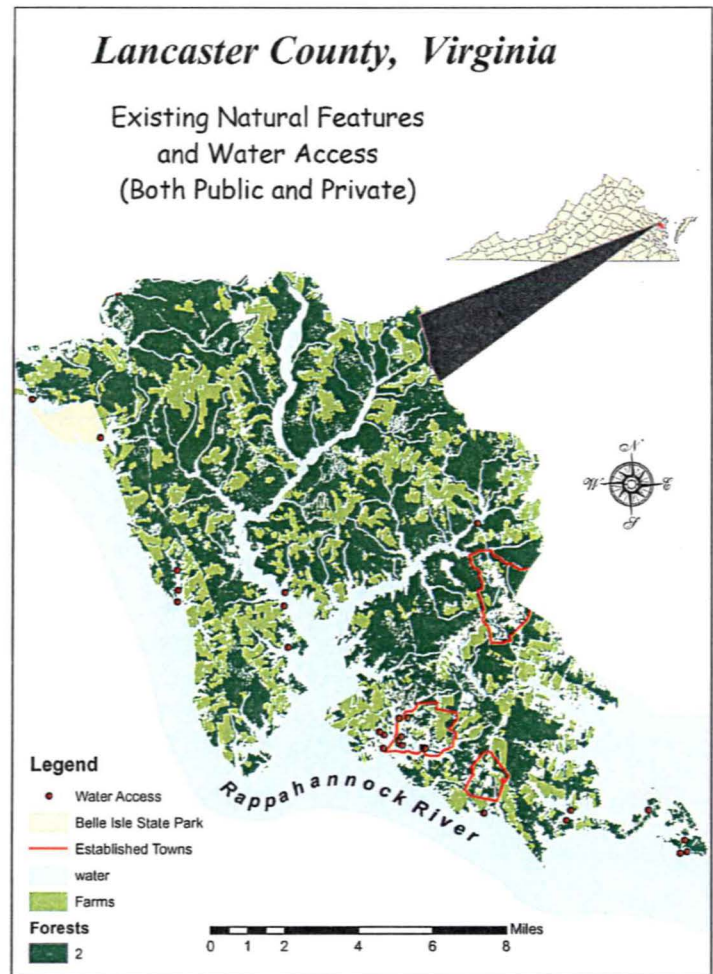 Lancaster County, Virginia
Existing Natural Features
and Water Access
(Both Public and Private)
N
W
E
S
Rappahannock River
Legend
Water Access
Belle Isle State Park
Established Towns
water
Farms
Forests
2
0 1 2 4 6 8 Miles